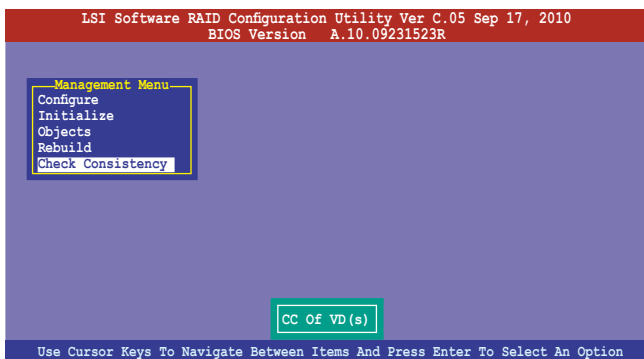 LSI Software RAID Configuration Utility Ver C.05 Sep 17, 2010
BIOS Version A.10.09231523R
Management Menu
Configure
Initialize
Objects
Rebuild
Check Consistency
CC Of VD(s)
Use Cursor Keys To Navigate Between Items And Press Enter To Select An Option